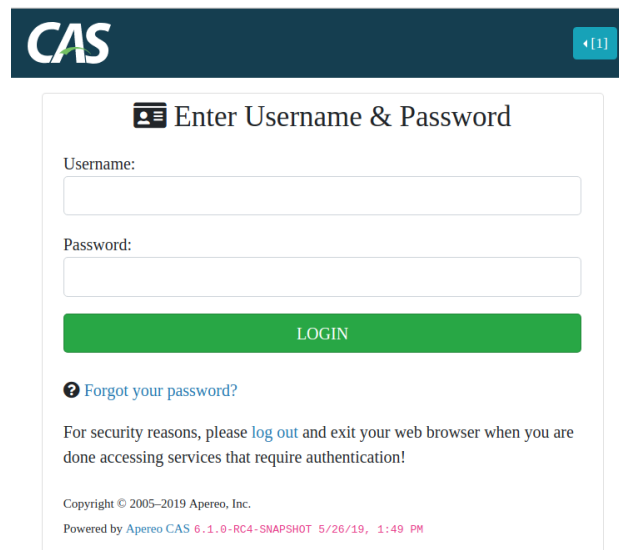 CAS
[1]
Enter Username & Password
Username:
Password:
LOGIN
Forgot your password?
For security reasons, please log out and exit your web browser when you are
done accessing services that require authentication!
Copyright © 2005–2019 Apereo, Inc.
Powered by Apereo CAS 6.1.0-RC4-SNAPSHOT 5/26/19, 1:49 PM